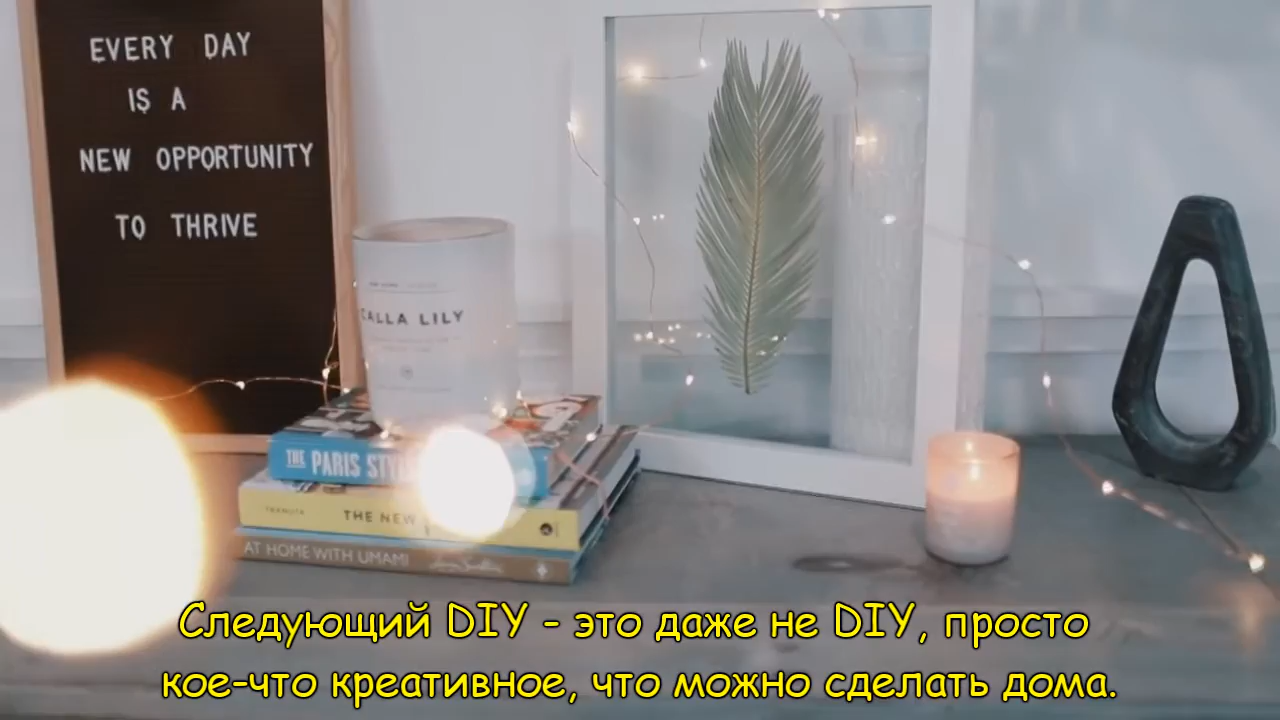 EVERY DAY
IS A
NEW OPPORTUNITY
TO THRIVE
CALLA LILY
THE PARIS
THE NEW
AT HOME WITH UMAMI
Следующий DIY - это даже не DIY, просто
кое-что креативное, что можно сделать дома.